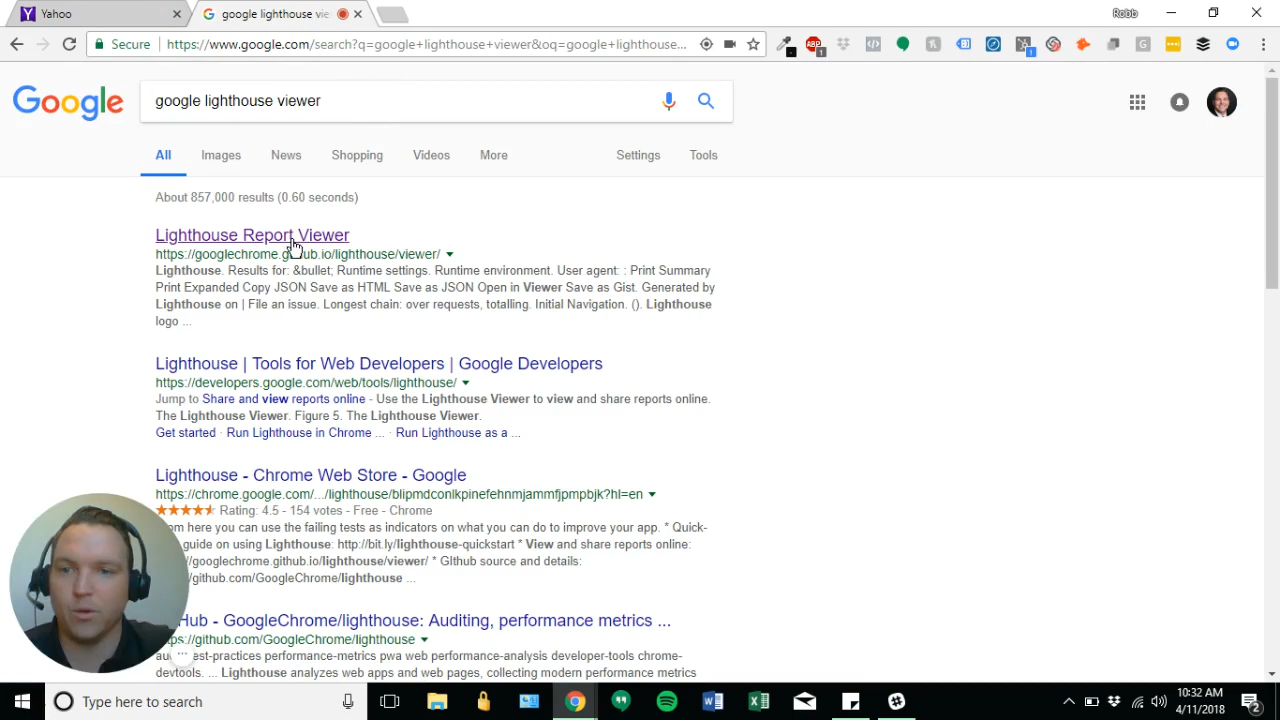 Yahoo
google lighthouse vie
Robb
Secure
https://www.google.com/search?q=google+lighthouse+viewer&oq=google+lighthouse...
1
1
Google
google lighthouse viewer
All
Images
News
Shopping
Videos
More
Settings
Tools
About 857,000 results (0.60 seconds)
Lighthouse Report Viewer
https://googlechrome.github.io/lighthouse/viewer/
Lighthouse. Results for: &bullet; Runtime settings. Runtime environment. User agent: : Print Summary
Print Expanded Copy JSON Save as HTML Save as JSON Open in Viewer Save as Gist. Generated by
Lighthouse on | File an issue. Longest chain: over requests, totalling. Initial Navigation. (). Lighthouse
logo ...
Lighthouse | Tools for Web Developers | Google Developers
https://developers.google.com/web/tools/lighthouse/
Jump to Share and view reports online - Use the Lighthouse Viewer to view and share reports online.
The Lighthouse Viewer. Figure 5. The Lighthouse Viewer.
Get started · Run Lighthouse in Chrome ... · Run Lighthouse as a ...
Lighthouse - Chrome Web Store - Google
https://chrome.google.com/.../lighthouse/blipmdconlkpinefehnmjammfjpmpbjk?hl=en
Rating: 4.5 - 154 votes - Free - Chrome
om here you can use the failing tests as indicators on what you can do to improve your app. * Quick-
guide on using Lighthouse: http://bit.ly/lighthouse-quickstart * View and share reports online:
/googlechrome.github.io/lighthouse/viewer/ * GIthub source and details:
/github.com/GoogleChrome/lighthouse ...
Hub - GoogleChrome/lighthouse: Auditing, performance metrics ...
ps://github.com/GoogleChrome/lighthouse
au est-practices performance-metrics pwa web performance-analysis developer-tools chrome-
devtools. ... Lighthouse analyzes web apps and web pages, collecting modern performance metrics
Type here to search
10:32 AM
4/11/2018
2